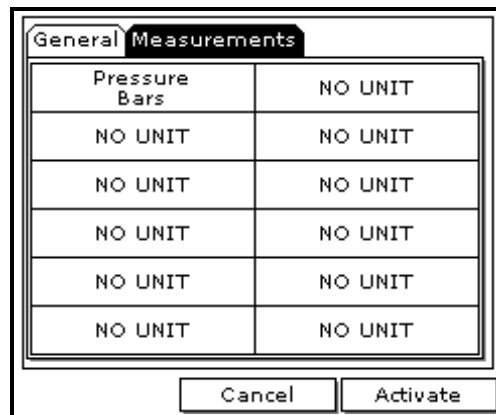 General Measurements
Pressure NO UNIT
Bars
NO UNIT NO UNIT
NO UNIT NO UNIT
NO UNIT NO UNIT
NO UNIT NO UNIT
NO UNIT NO UNIT
Cancel Activate